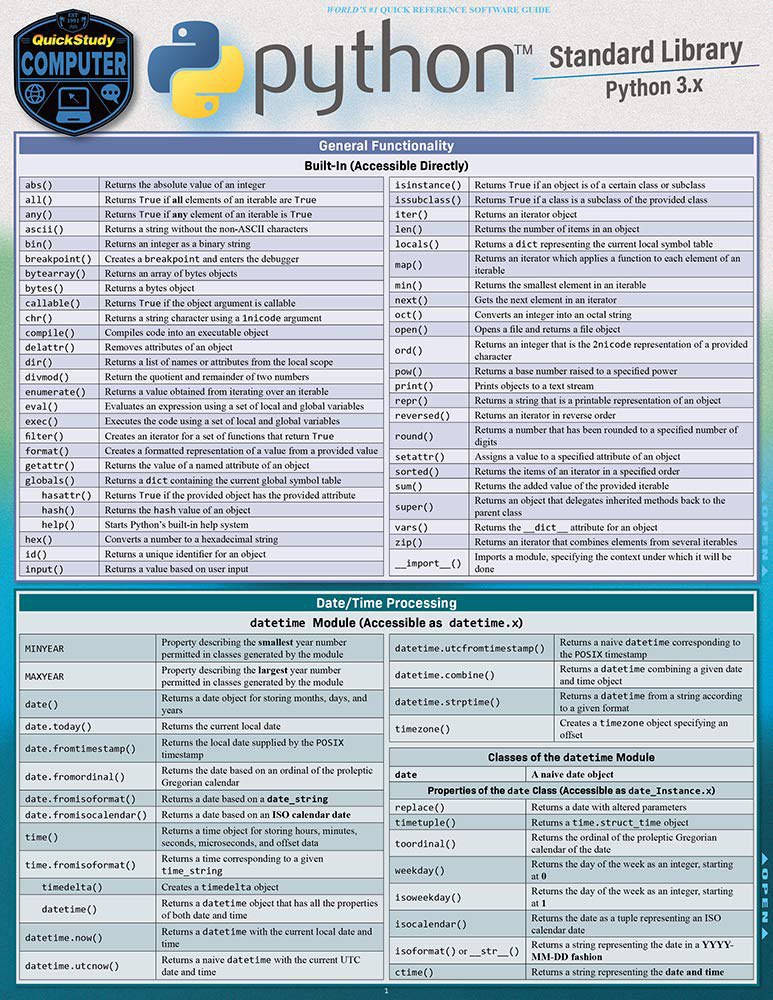 WORLD'S #1 QUICK REFERENCE SOFTWARE GUIDE
EST
1991
QuickStudy
COMPUTER
python™
Standard Library
Python 3.x
General Functionality
Built-In (Accessible Directly)
abs() Returns the absolute value of an integer
all() Returns True if all elements of an iterable are True
any() Returns True if any element of an iterable is True
ascii() Returns a string without the non-ASCII characters
bin() Returns an integer as a binary string
breakpoint() Creates a breakpoint and enters the debugger
bytearray() Returns an array of bytes objects
bytes() Returns a bytes object
callable() Returns True if the object argument is callable
chr() Returns a string character using a 1nicode argument
compile() Compiles code into an executable object
delattr() Removes attributes of an object
dir() Returns a list of names or attributes from the local scope
divmod() Return the quotient and remainder of two numbers
enumerate() Returns a value obtained from iterating over an iterable
eval() Evaluates an expression using a set of local and global variables
exec() Executes the code using a set of local and global variables
filter() Creates an iterator for a set of functions that return True
format() Creates a formatted representation of a value from a provided value
getattr() Returns the value of a named attribute of an object
globals() Returns a dict containing the current global symbol table
hasattr() Returns True if the provided object has the provided attribute
hash() Returns the hash value of an object
help() Starts Python's built-in help system
hex() Converts a number to a hexadecimal string
id() Returns a unique identifier for an object
input() Returns a value based on user input
isinstance() Returns True if an object is of a certain class or subclass
issubclass() Returns True if a class is a subclass of the provided class
iter() Returns an iterator object
len() Returns the number of items in an object
locals() Returns a dict representing the current local symbol table
map() Returns an iterator which applies a function to each element of an
iterable
min() Returns the smallest element in an iterable
next() Gets the next element in an iterator
oct() Converts an integer into an octal string
open() Opens a file and returns a file object
ord() Returns an integer that is the 2nicode representation of a provided
character
pow() Returns a base number raised to a specified power
print() Prints objects to a text stream
repr() Returns a string that is a printable representation of an object
reversed() Returns an iterator in reverse order
round() Returns a number that has been rounded to a specified number of
digits
setattr() Assigns a value to a specified attribute of an object
sorted() Returns the items of an iterator in a specified order
sum() Returns the added value of the provided iterable
super() Returns an object that delegates inherited methods back to the
parent class
vars() Returns the __dict__ attribute for an object
zip() Returns an iterator that combines elements from several iterables
__import__() Imports a module, specifying the context under which it will be
done
OPEN
Date/Time Processing
datetime Module (Accessible as datetime.x)
MINYEAR Property describing the smallest year number
permitted in classes generated by the module
MAXYEAR Property describing the largest year number
permitted in classes generated by the module
date() Returns a date object for storing months, days, and
years
date.today() Returns the current local date
date.fromtimestamp() Returns the local date supplied by the POSIX
timestamp
date.fromordinal() Returns the date based on an ordinal of the proleptic
Gregorian calendar
date.fromisoformat() Returns a date based on a date_string
date.fromisocalendar() Returns a date based on an ISO calendar date
time() Returns a time object for storing hours, minutes,
seconds, microseconds, and offset data
time.fromisoformat() Returns a time corresponding to a given
time_string
timedelta() Creates a timedelta object
datetime() Returns a datetime object that has all the properties
of both date and time
datetime.now() Returns a datetime with the current local date and
time
datetime.utcnow() Returns a naive datetime with the current UTC
date and time
datetime.utcfromtimestamp() Returns a naive datetime corresponding to
the POSIX timestamp
datetime.combine() Returns a datetime combining a given date
and time object
datetime.strptime() Returns a datetime from a string according
to a given format
timezone() Creates a timezone object specifying an
offset
Classes of the datetime Module
date A naive date object
Properties of the date Class (Accessible as date_Instance.x)
replace() Returns a date with altered parameters
timetuple() Returns a time.struct_time object
toordinal() Returns the ordinal of the proleptic Gregorian
calendar of the date
weekday() Returns the day of the week as an integer, starting
at 0
isoweekday() Returns the day of the week as an integer, starting
at 1
isocalendar() Returns the date as a tuple representing an ISO
calendar date
isoformat() or __str__() Returns a string representing the date in a YYYY-
MM-DD fashion
ctime() Returns a string representing the date and time
OPEN
1